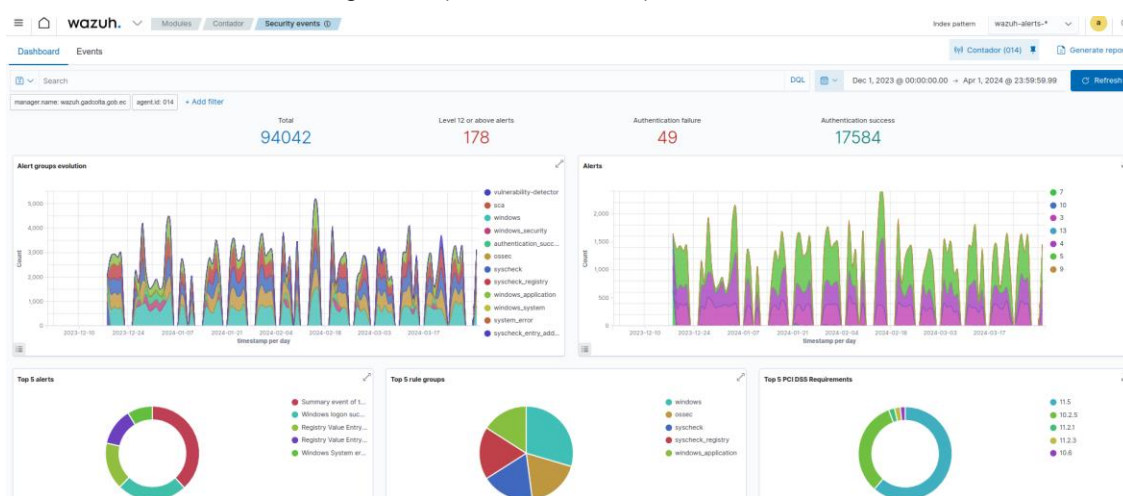 wazuh. Modules Contador Security events Index pattern wazuh-alerts-* a
Dashboard Events Contador (014) Generate repor
Search DQL Dec 1, 2023 @ 00:00:00.00 → Apr 1, 2024 @ 23:59:59.99 Refresh
manager.name: wazuh.gadcolta.gob.ec agent.id: 014 + Add filter
Total Level 12 or above alerts Authentication failure Authentication success
94042 178 49 17584
Alert groups evolution
5,000
4,000
3,000
2,000
1,000
0
Count
2023-12-10 2023-12-24 2024-01-07 2024-01-21 2024-02-04 2024-02-18 2024-03-03 2024-03-17
timestamp per day
vulnerability-detector
sca
windows
windows_security
authentication_succ...
ossec
syscheck
syscheck_registry
windows_application
windows_system
system_error
syscheck_entry_add...
Alerts
2,000
1,500
1,000
500
0
Count
2023-12-10 2023-12-24 2024-01-07 2024-01-21 2024-02-04 2024-02-18 2024-03-03 2024-03-17
timestamp per day
7
10
3
13
4
5
9
Top 5 alerts
Summary event of t...
Windows logon suc...
Registry Value Entry...
Registry Value Entry...
Windows System er...
Top 5 rule groups
windows
ossec
syscheck
syscheck_registry
windows_application
Top 5 PCI DSS Requirements
11.5
10.2.5
11.2.1
11.2.3
10.6